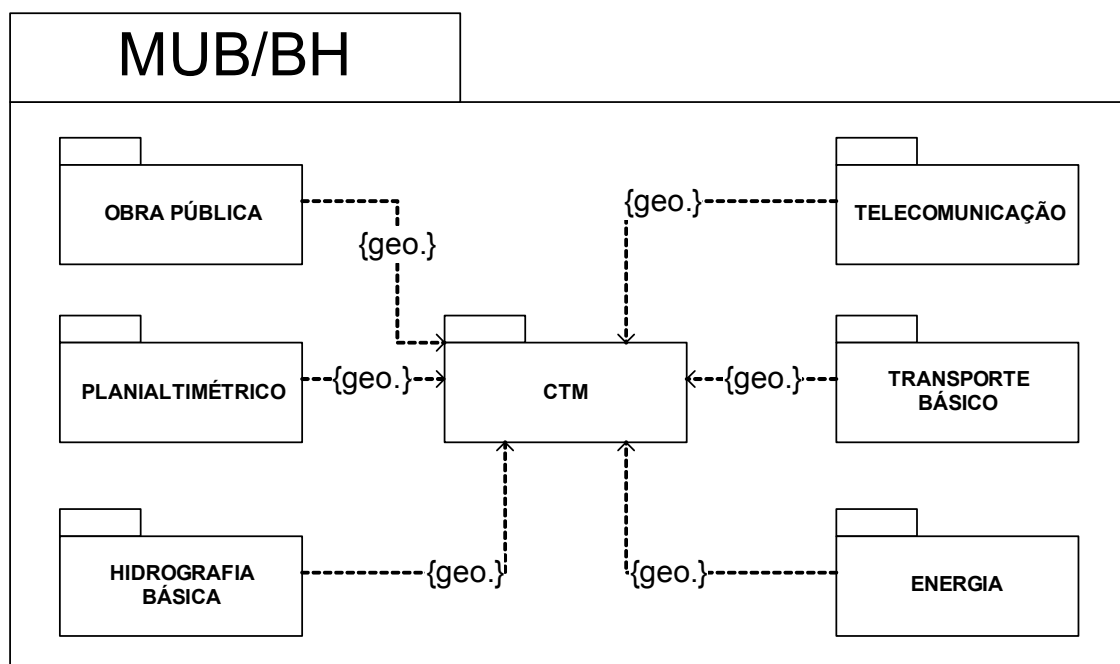 MUB/BH
OBRA PÚBLICA
{geo.}
{geo.}
TELECOMUNICAÇÃO
PLANIALTIMÉTRICO
{geo.}
CTM
{geo.}
TRANSPORTE
BÁSICO
HIDROGRAFIA
BÁSICA
{geo.}
{geo.}
ENERGIA